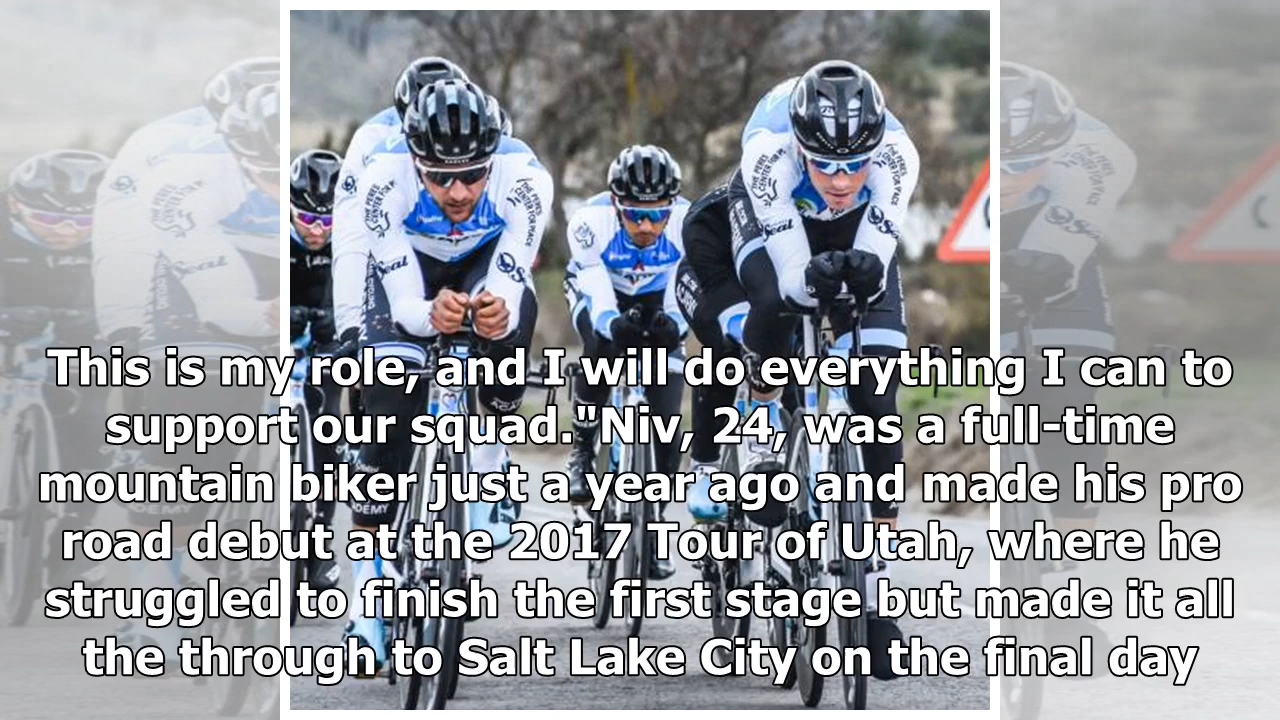 This is my role, and I will do everything I can to
support our squad."Niv, 24, was a full-time
mountain biker just a year ago and made his pro
road debut at the 2017 Tour of Utah, where he
struggled to finish the first stage but made it all
the through to Salt Lake City on the final day